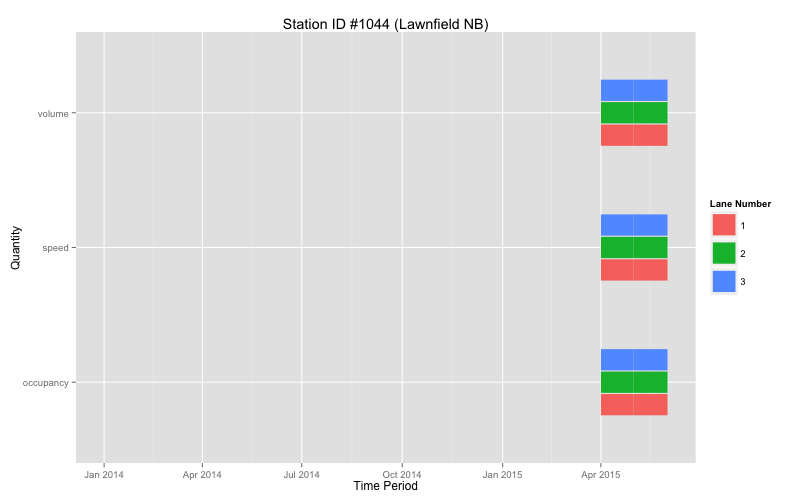 Station ID #1044 (Lawnfield NB)
volume
speed
occupancy
Quantity
Jan 2014
Apr 2014
Jul 2014
Oct 2014
Jan 2015
Apr 2015
Time Period
Lane Number
1
2
3